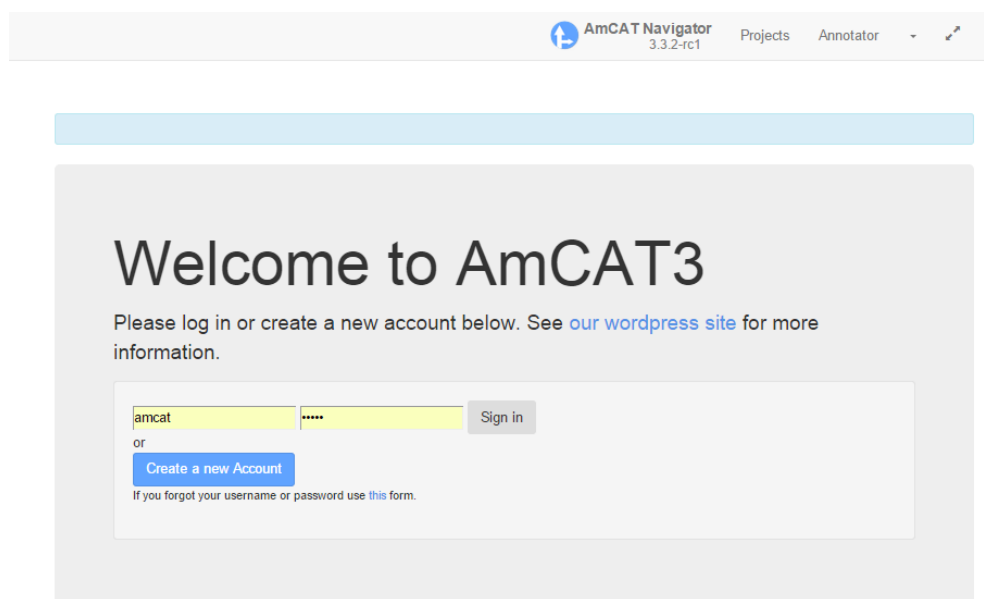 AmCAT Navigator Projects Annotator
3.3.2-rc1
Welcome to AmCAT3
Please log in or create a new account below. See our wordpress site for more
information.
amcat ••••• Sign in
or
Create a new Account
If you forgot your username or password use this form.